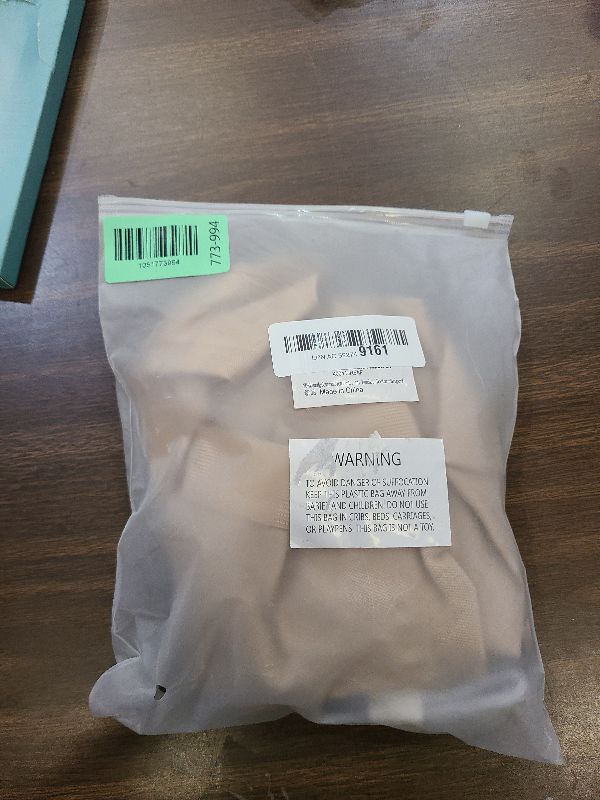 773-994
9161
Made in China
WARNING
TO AVOID DANGER OF SUFFOCATION
KEEP THIS PLASTIC BAG AWAY FROM
BABIES AND CHILDREN. DO NOT USE
THIS BAG IN CRIBS, BEDS, CARRIAGES,
OR PLAYPENS. THIS BAG IS NOT A TOY.